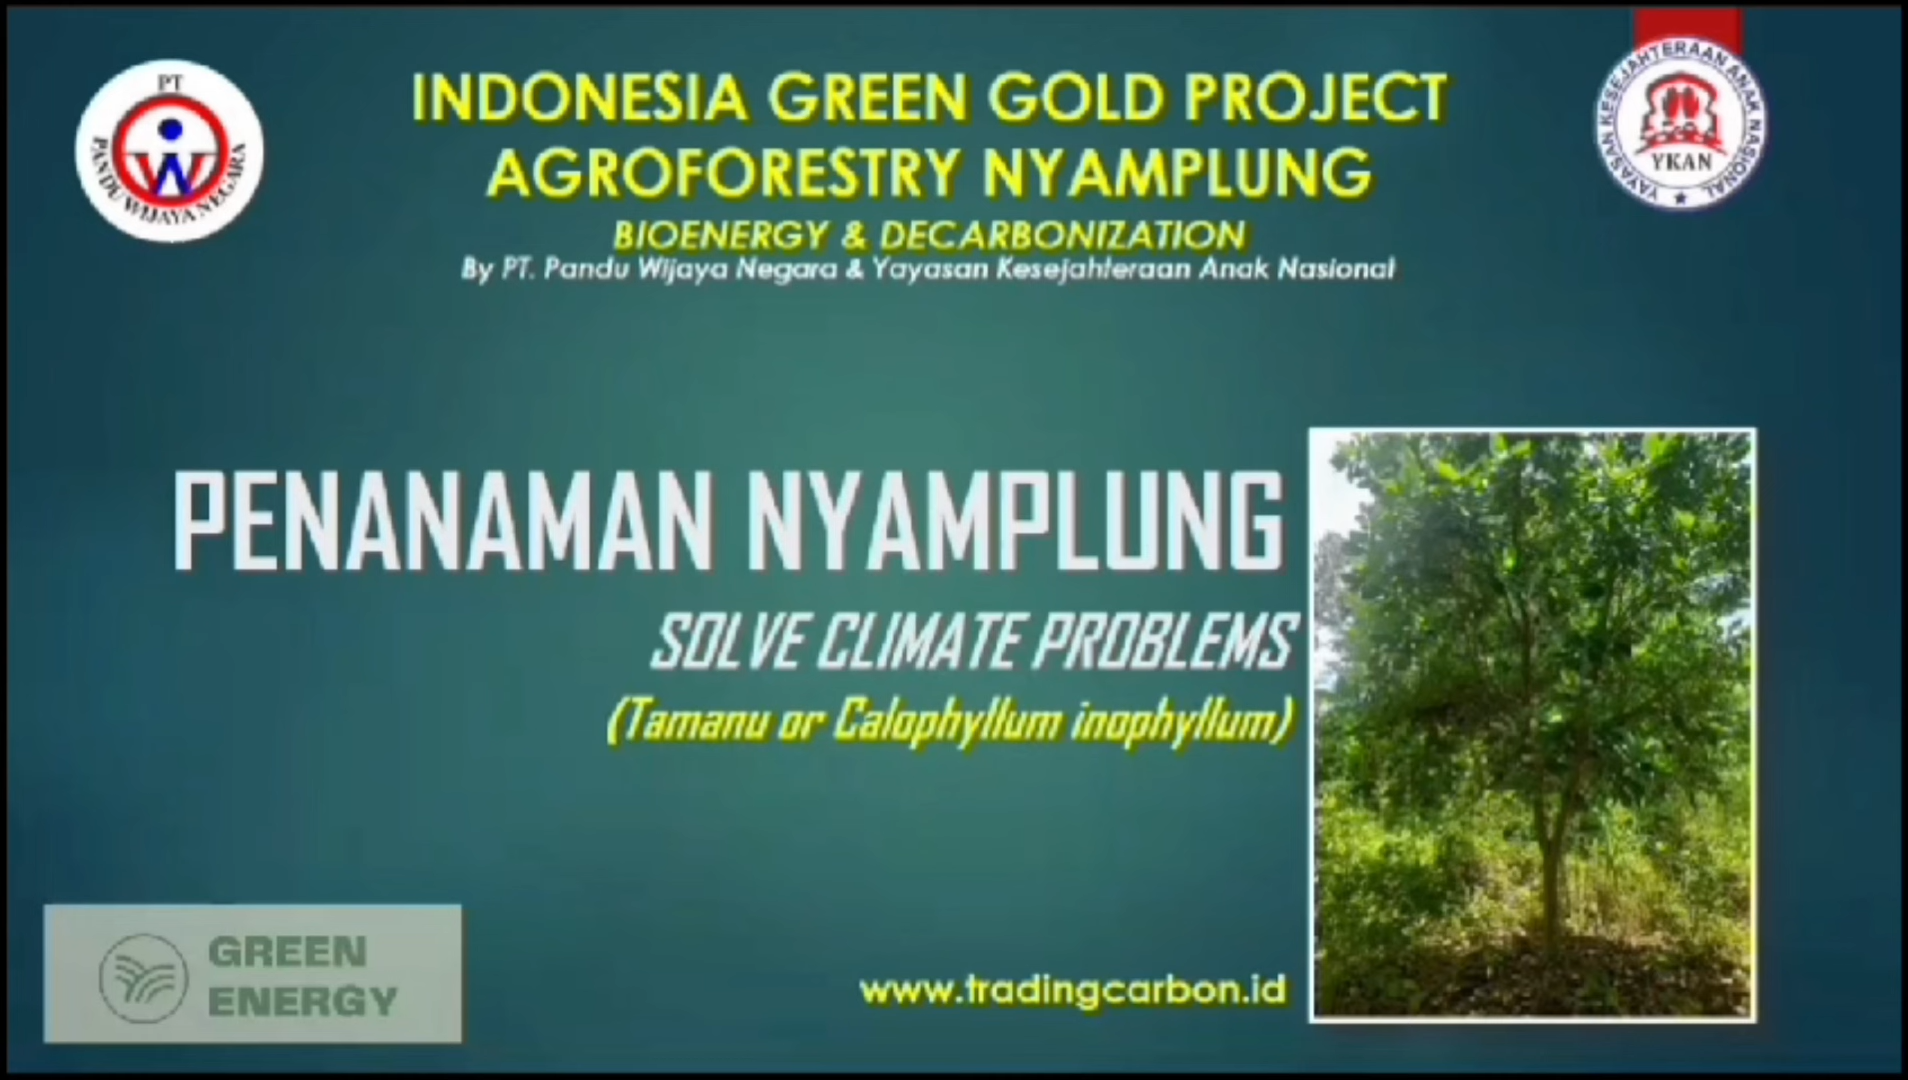 PT
PANDU WIJAYA NEGARA
INDONESIA GREEN GOLD PROJECT
AGROFORESTRY NYAMPLUNG
BIOENERGY & DECARBONIZATION
By PT. Pandu Wijaya Negara & Yayasan Kesejahteraan Anak Nasional
YAYASAN KESEJAHTERAAN ANAK NASIONAL
YKAN
PENANAMAN NYAMPLUNG
SOLVE CLIMATE PROBLEMS
(Tamanu or Calophyllum inophyllum)
GREEN
ENERGY
www.tradingcarbon.id